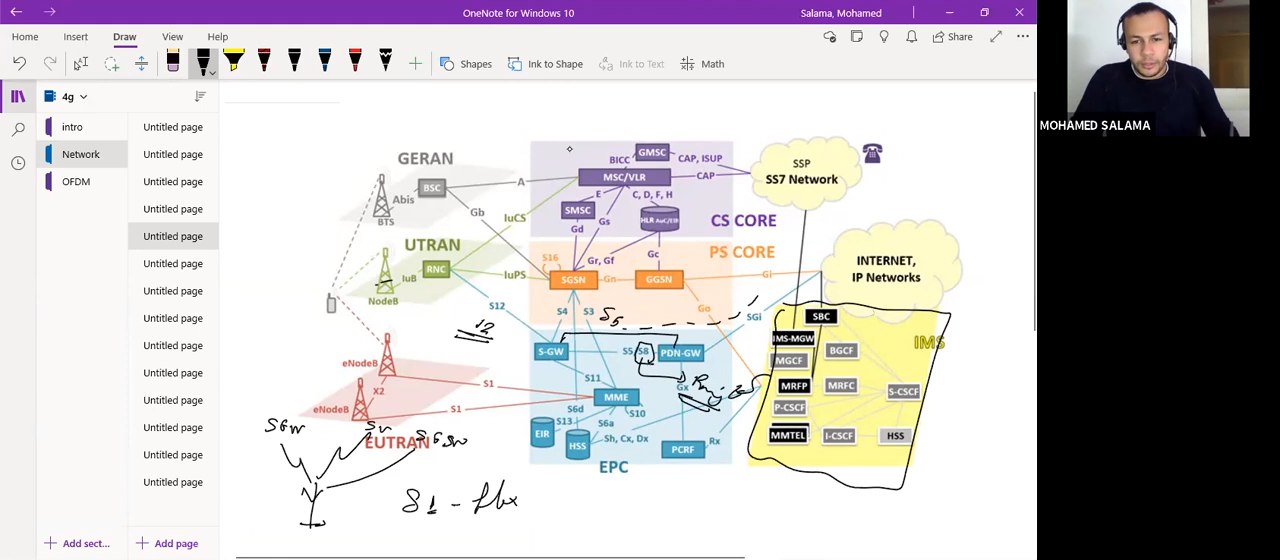 OneNote for Windows 10
Salama, Mohamed
Home Insert Draw View Help
Share
Shapes Ink to Shape Ink to Text Math
4g
intro
Network
OFDM
Untitled page
Untitled page
Untitled page
Untitled page
Untitled page
Untitled page
Untitled page
Untitled page
Untitled page
Untitled page
Untitled page
Untitled page
Untitled page
Untitled page
Add sect...
Add page
MOHAMED SALAMA
GERAN
BSC
Abis
BTS
A
Gb
IuCS
UTRAN
RNC
IuB
NodeB
IuPS
S12
eNodeB
X2
eNodeB
S1
S1
EUTRAN
GMSC
BICC
CAP, ISUP
MSC/VLR
CAP
E
C, D, F, H
SMSC
HLR AuC/EIR
Gd
Gs
CS CORE
Gr, Gf
Gc
PS CORE
S16
SGSN
Gn
GGSN
Gi
Go
S4
S3
S5
SGi
S-GW
S5
S8
PDN-GW
S11
Gx
MME
S10
S6d
S13
S6a
EIR
HSS
Sh, Cx, Dx
PCRF
Rx
EPC
SSP
SS7 Network
INTERNET,
IP Networks
SBC
IMS
IMS-MGW
BGCF
MGCF
MRFP
MRFC
S-CSCF
P-CSCF
MMTEL
I-CSCF
HSS
12
SGW
S1 - flex